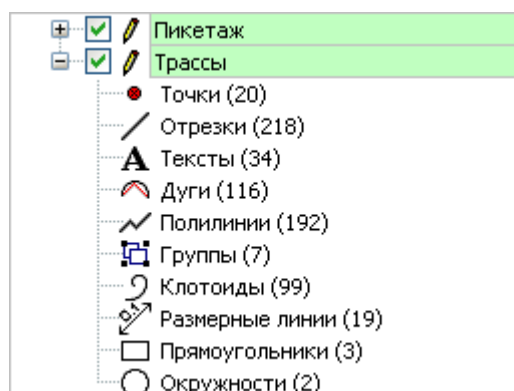 Пикетаж
Трассы
Точки (20)
Отрезки (218)
Тексты (34)
Дуги (116)
Полилинии (192)
Группы (7)
Клотоиды (99)
Размерные линии (19)
Прямоугольники (3)
Окружности (2)